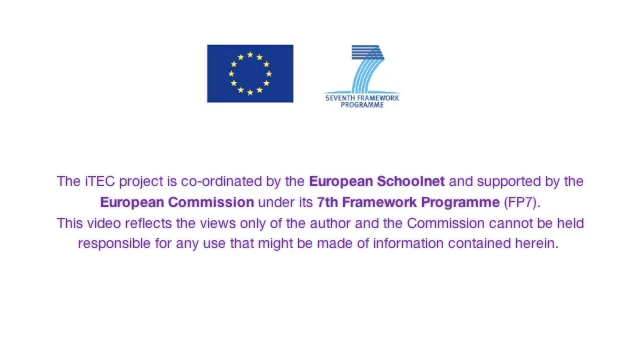 SEVENTH FRAMEWORK
PROGRAMME
The iTEC project is co-ordinated by the European Schoolnet and supported by the
European Commission under its 7th Framework Programme (FP7).
This video reflects the views only of the author and the Commission cannot be held
responsible for any use that might be made of information contained herein.